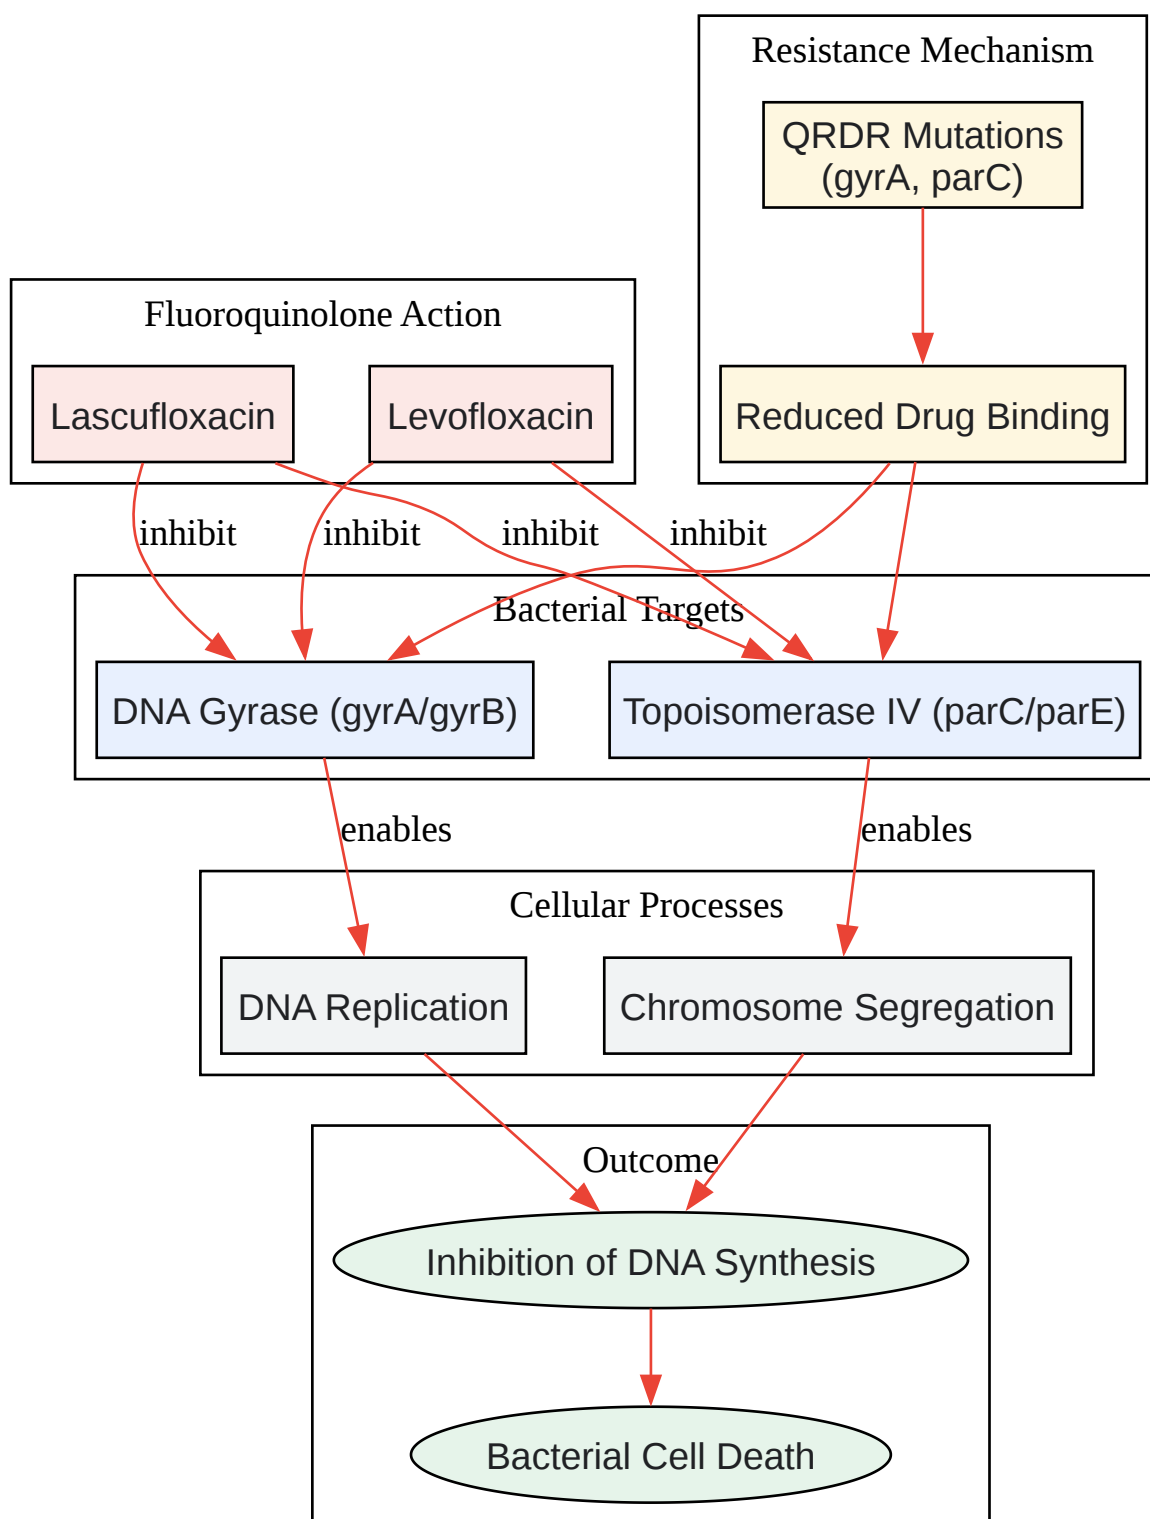 Resistance Mechanism
QRDR Mutations
(gyrA, parC)
Fluoroquinolone Action
Lascufloxacin
Levofloxacin
Reduced Drug Binding
inhibit
inhibit
inhibit
inhibit
Bacterial Targets
DNA Gyrase (gyrA/gyrB)
Topoisomerase IV (parC/parE)
enables
enables
Cellular Processes
DNA Replication
Chromosome Segregation
Outcome
Inhibition of DNA Synthesis
Bacterial Cell Death